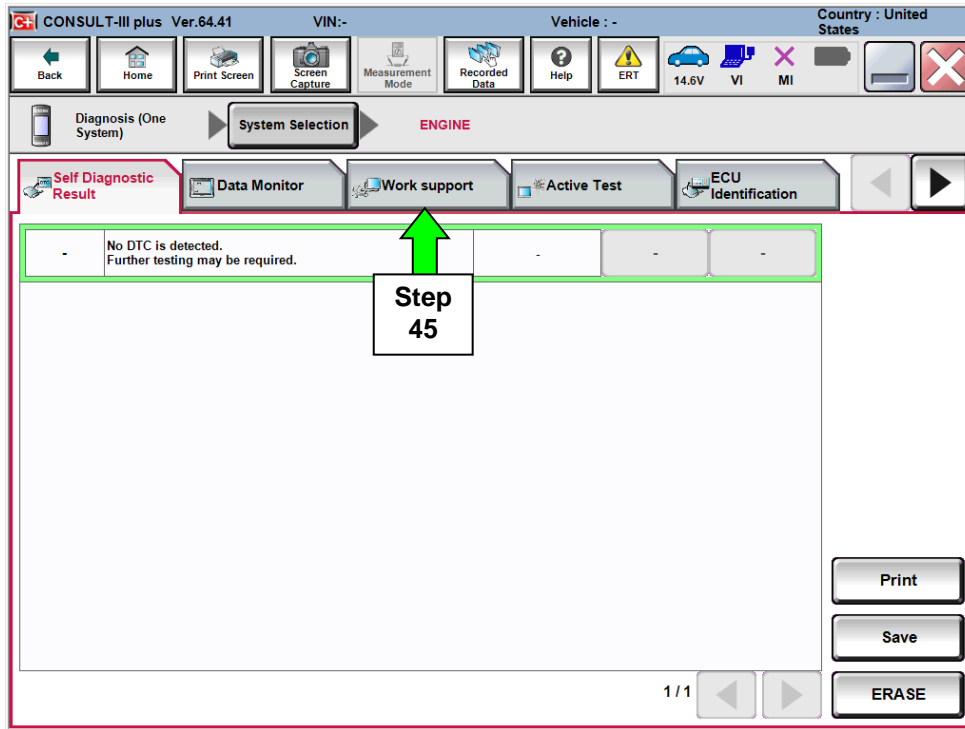 C+ CONSULT-III plus Ver.64.41 VIN:- Vehicle : - Country : United
States
Back Home Print Screen Screen
Capture Measurement
Mode Recorded
Data Help ERT 14.6V VI MI
Diagnosis (One
System) System Selection ENGINE
Self Diagnostic
Result Data Monitor Work support Active Test ECU
Identification
- No DTC is detected.
Further testing may be required. - - -
Step
45
Print
Save
1/1 ERASE